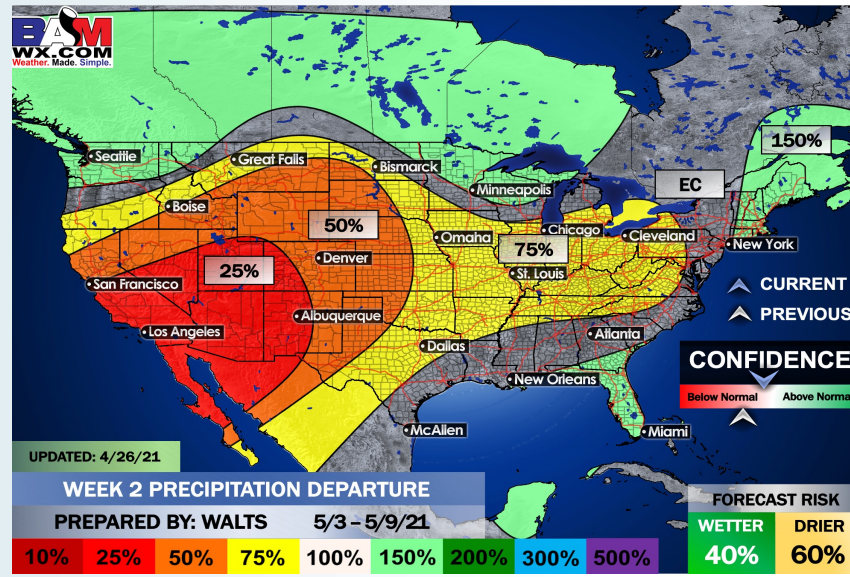 BAM
WX.COM
Weather. Made. Simple.
150%
Seattle
Great Falls
Bismarck
EC
Minneapolis
Boise
50%
Omaha
Chicago
Cleveland
New York
75%
25%
Denver
St. Louis
San Francisco
CURRENT
Albuquerque
PREVIOUS
Los Angeles
Atlanta
Dallas
CONFIDENCE
New Orleans
Below Normal
Above Norma
McAllen
Miami
UPDATED: 4/26/21
WEEK 2 PRECIPITATION DEPARTURE
PREPARED BY: WALTS 5/3 – 5/9/21
FORECAST RISK
WETTER
DRIER
40%
60%
10% 25% 50% 75% 100% 150% 200% 300% 500%